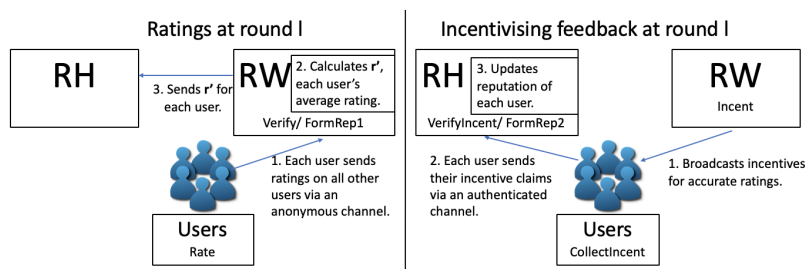 Ratings at round l
RH
3. Sends r' for
each user.
RW
2. Calculates r',
each user's
average rating.
Verify/ FormRep1
1. Each user sends
ratings on all other
users via an
anonymous channel.
Users
Rate
Incentivising feedback at round l
RH
3. Updates
reputation of
each user.
VerifyIncent/ FormRep2
RW
Incent
2. Each user sends
their incentive claims
via an authenticated
channel.
1. Broadcasts incentives
for accurate ratings.
Users
CollectIncent